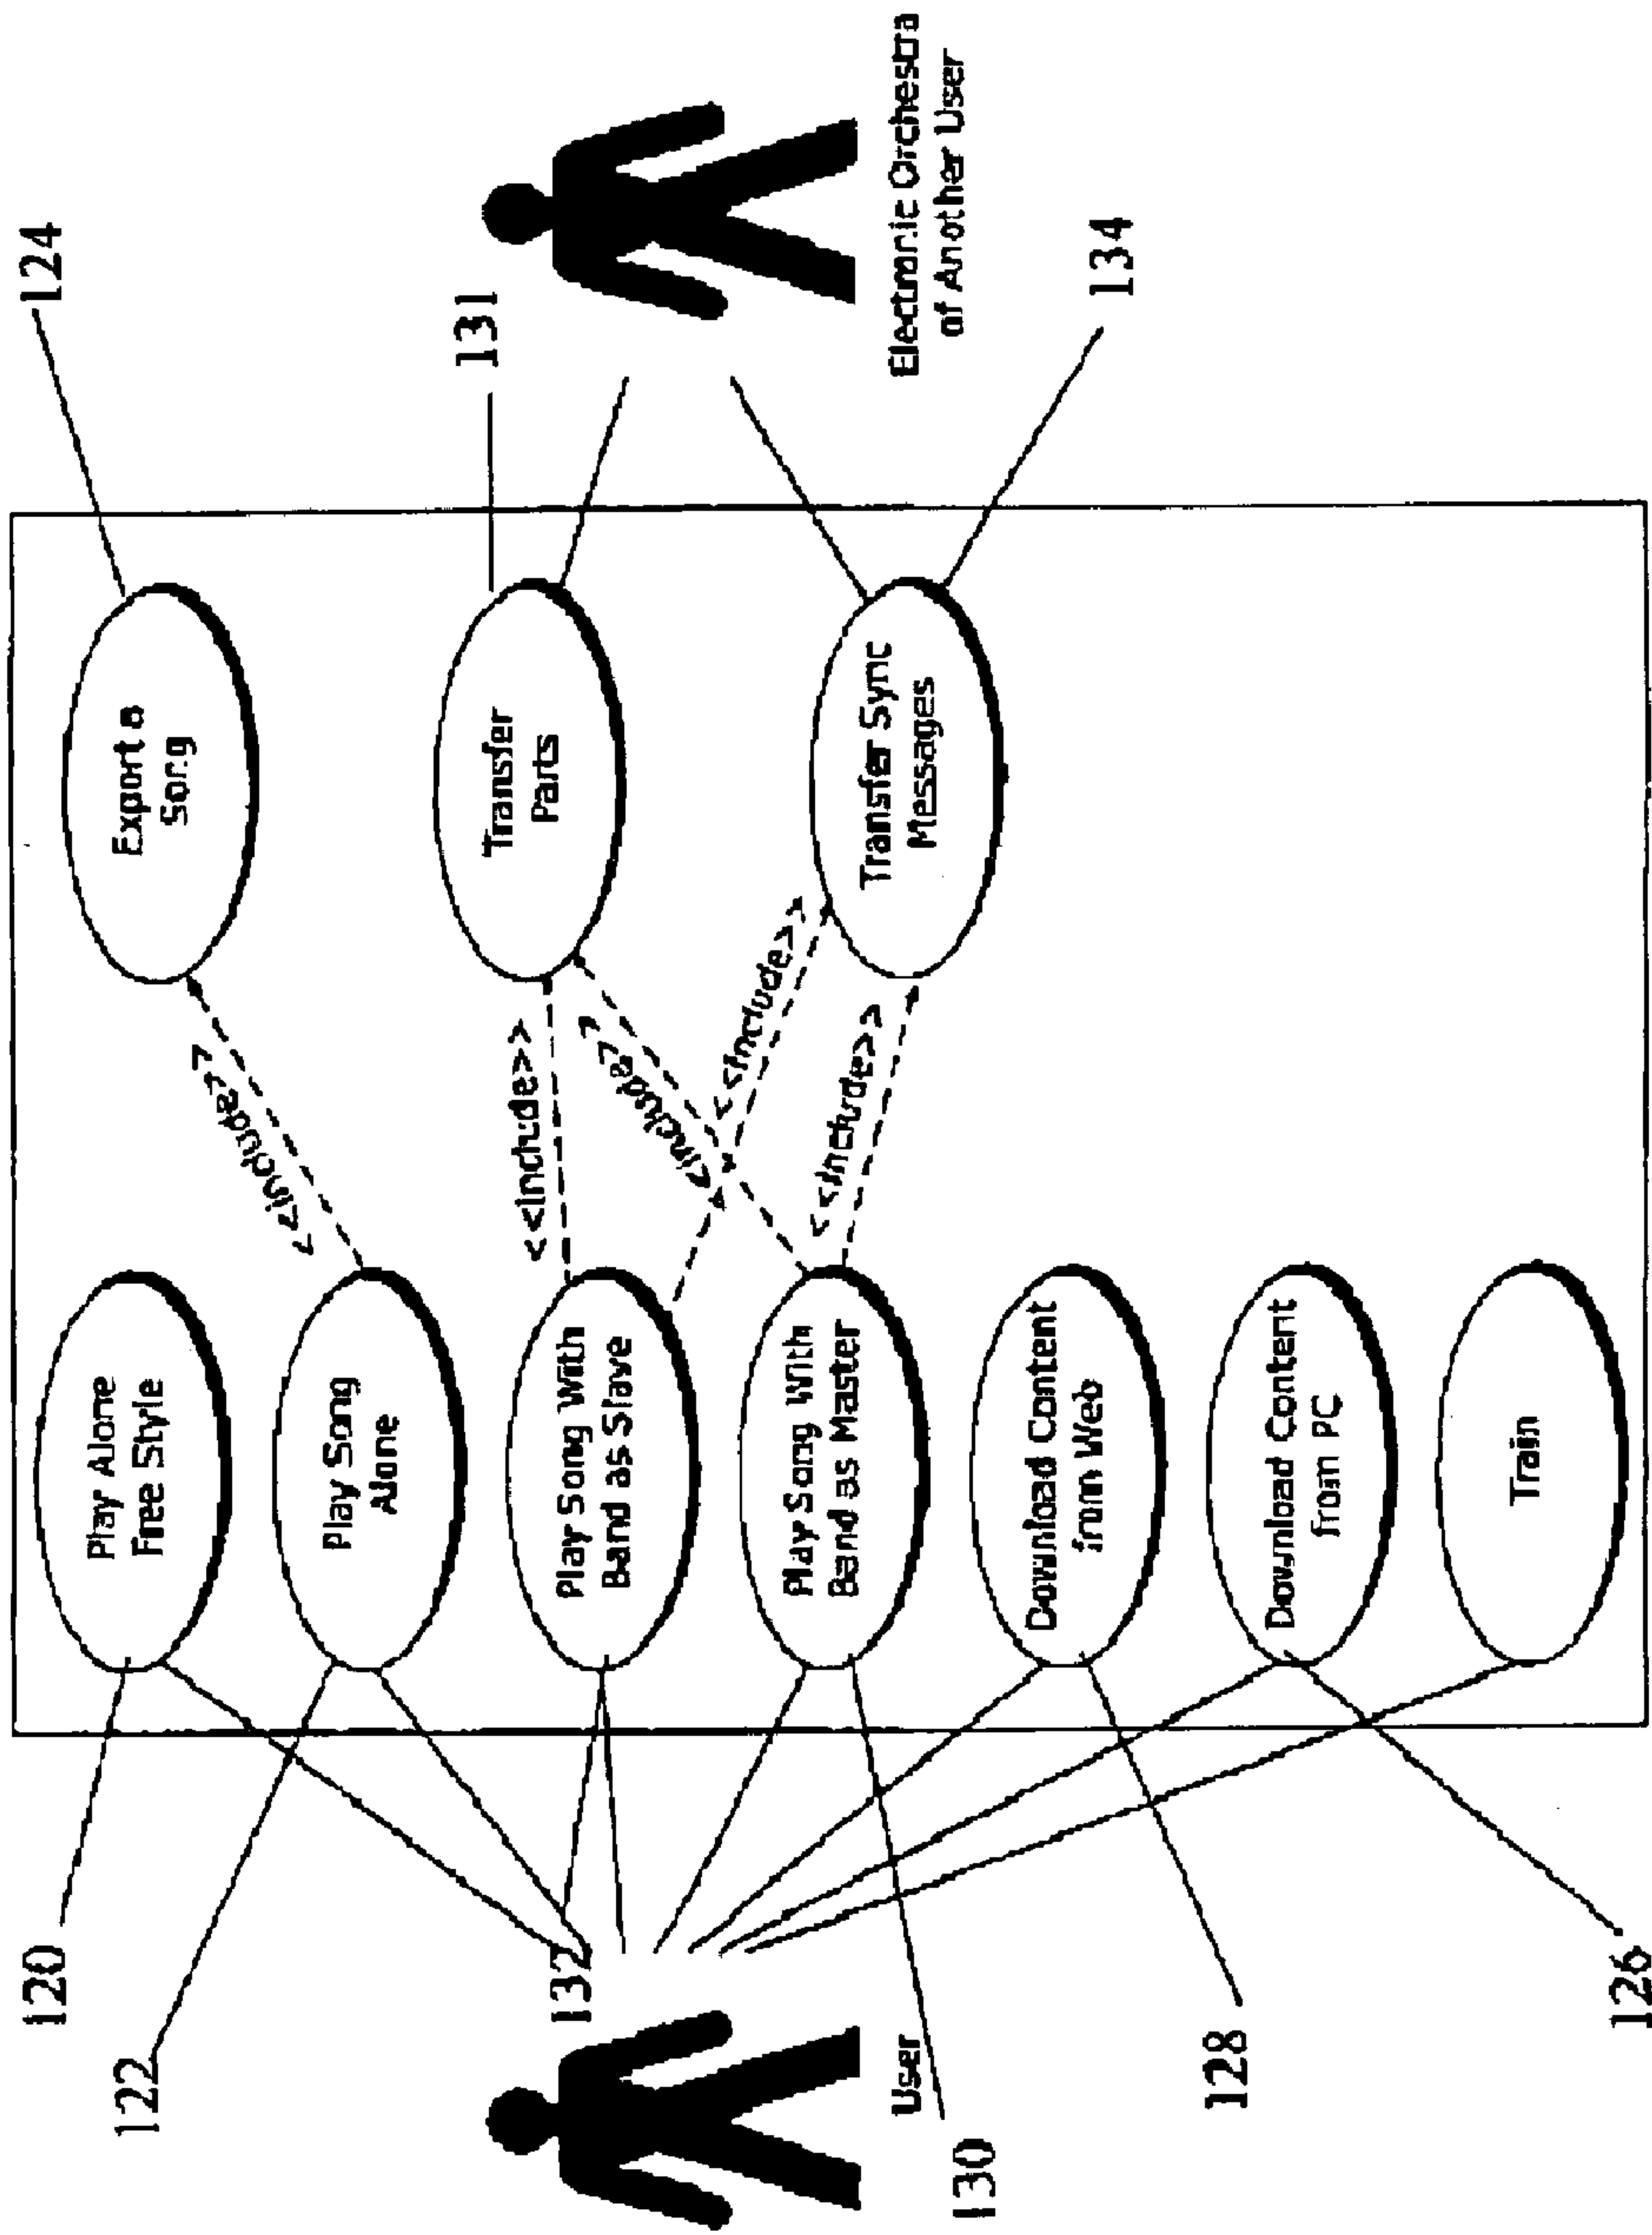 120
122
132
User
130
128
126
Play Alone
Free Style
Play Song
Alone
Play Song With
Band as Slave
Play Song With
Band as Master
Download Content
from Web
Download Content
from PC
Train
<<include>>
<<include>>
<<include>>
<<include>>
<<include>>
Export a
Song
Transfer
Parts
Transfer Sync
Messages
124
131
134
Electronic Orchestra
of Another User